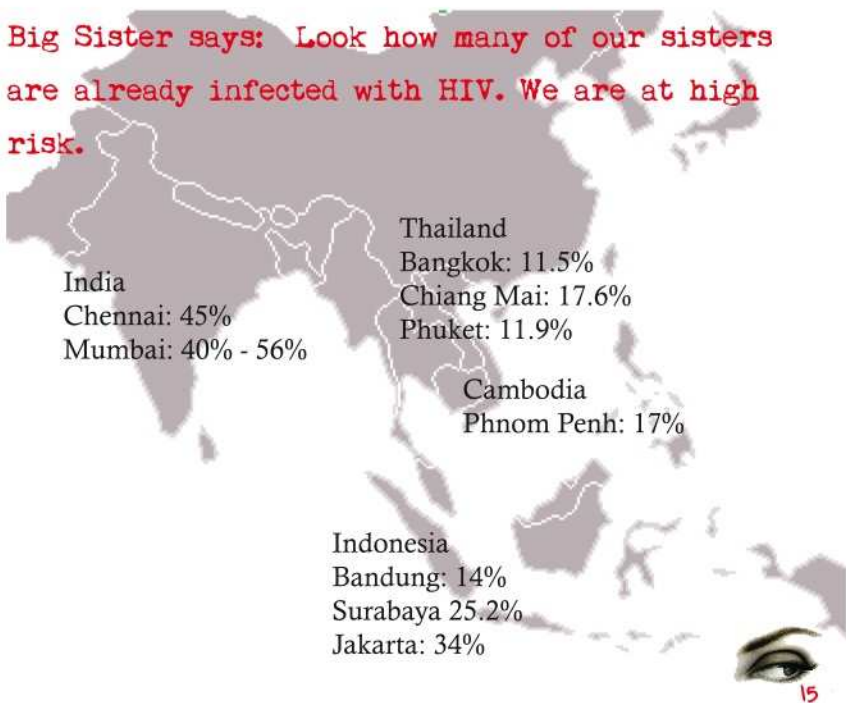 Big Sister says: Look how many of our sisters
are already infected with HIV. We are at high
risk.
Thailand
Bangkok: 11.5%
Chiang Mai: 17.6%
Phuket: 11.9%
India
Chennai: 45%
Mumbai: 40% - 56%
Cambodia
Phnom Penh: 17%
Indonesia
Bandung: 14%
Surabaya 25.2%
Jakarta: 34%
15